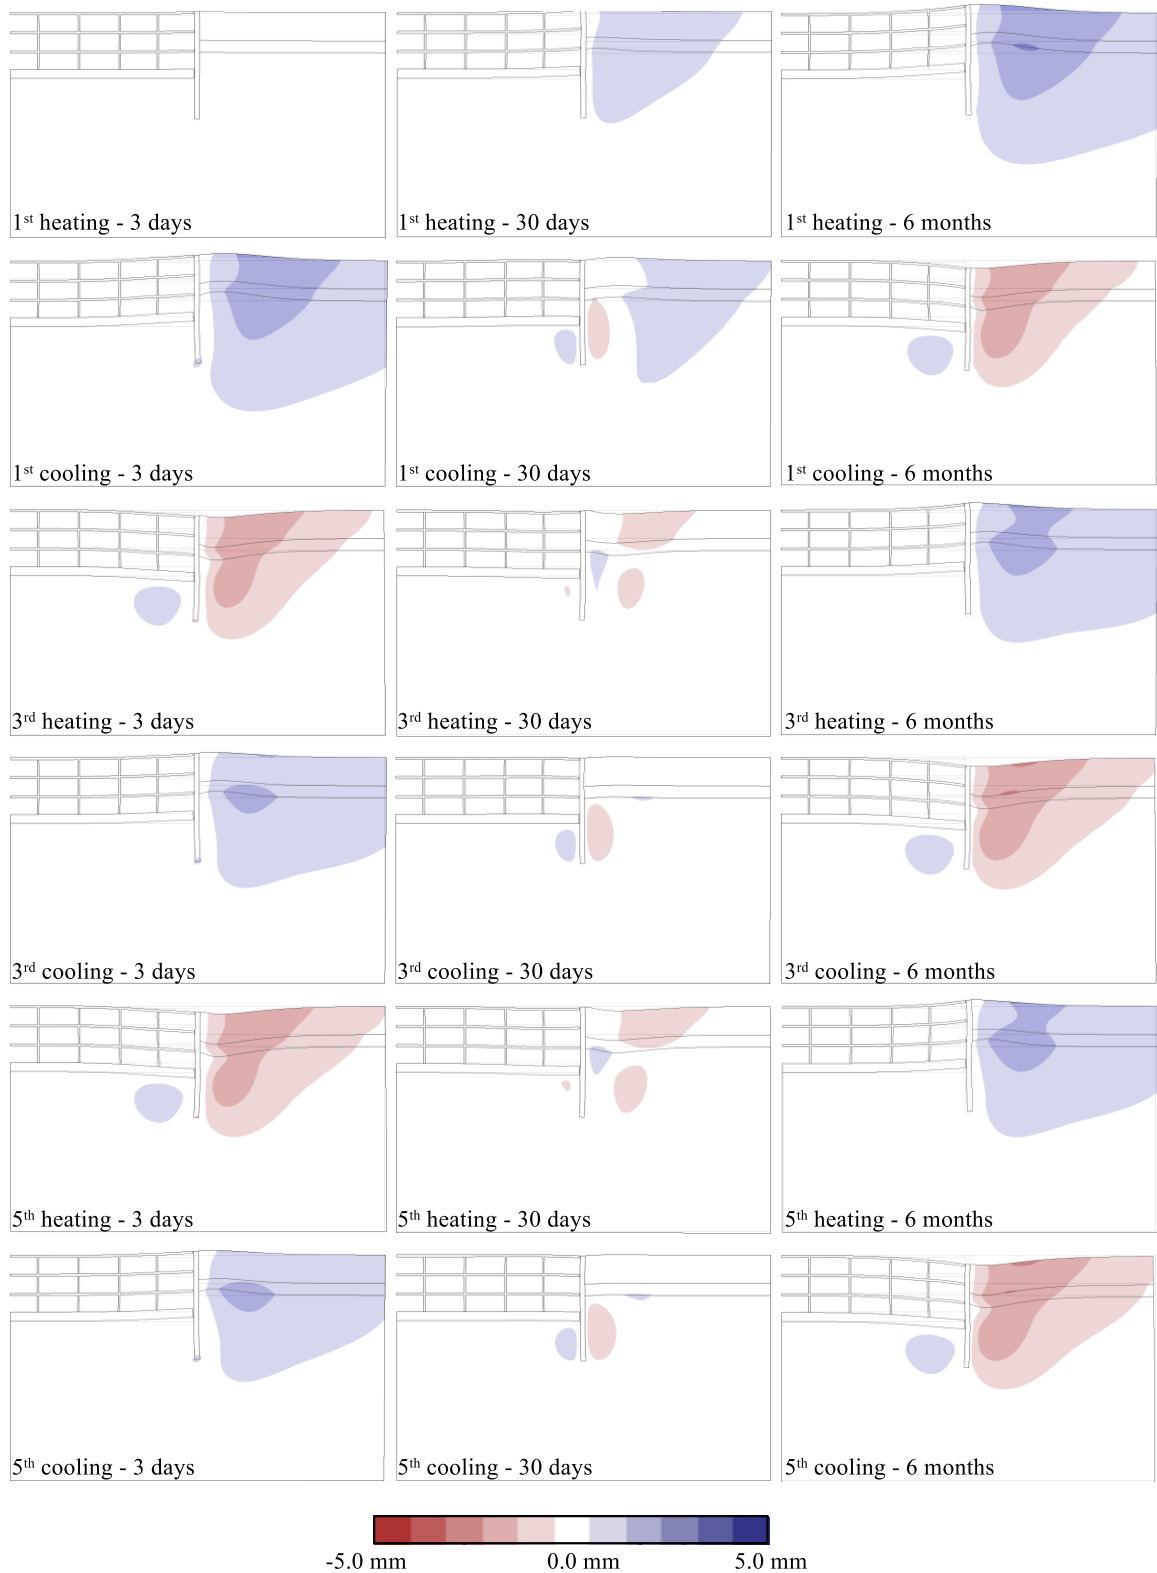 1st heating - 3 days
1st heating - 30 days
1st heating - 6 months
1st cooling - 3 days
1st cooling - 30 days
1st cooling - 6 months
3rd heating - 3 days
3rd heating - 30 days
3rd heating - 6 months
3rd cooling - 3 days
3rd cooling - 30 days
3rd cooling - 6 months
5th heating - 3 days
5th heating - 30 days
5th heating - 6 months
5th cooling - 3 days
5th cooling - 30 days
5th cooling - 6 months
-5.0 mm
0.0 mm
5.0 mm